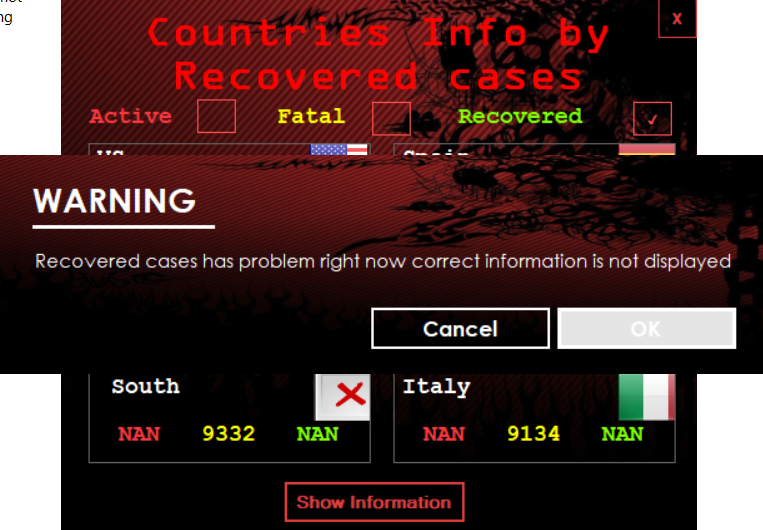 ng
Countries Info by
x
Recovered cases
Active Fatal Recovered
US Spain
WARNING
Recovered cases has problem right now correct information is not displayed
Cancel OK
South Italy
NAN 9332 NAN NAN 9134 NAN
Show Information